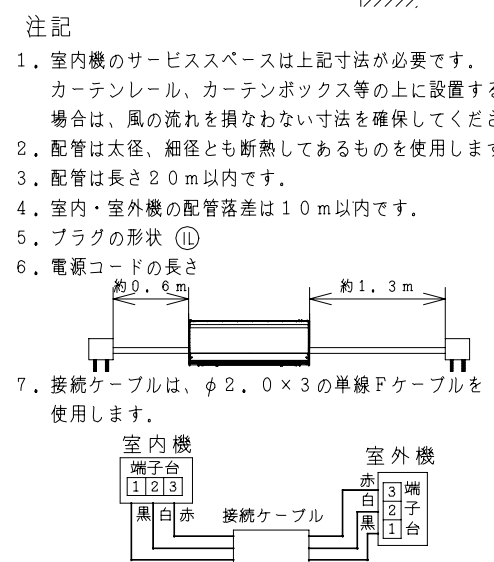 注記
1．室内機のサービススペースは上記寸法が必要です。
カーテンレール、カーテンボックス等の上に設置する
場合は、風の流れを損なわない寸法を確保してくださ
2．配管は太径、細径とも断熱してあるものを使用します
3．配管は長さ20m以内です。
4．室内・室外機の配管落差は10m以内です。
5．プラグの形状 IL
6．電源コードの長さ
約0．6m 約1．3m
7．接続ケーブルは、φ2．0×3の単線Fケーブルを
使用します。
室内機
端子台
1 2 3
黒 白 赤
接続ケーブル
室外機
赤 3 端
白 2 子
黒 1 台